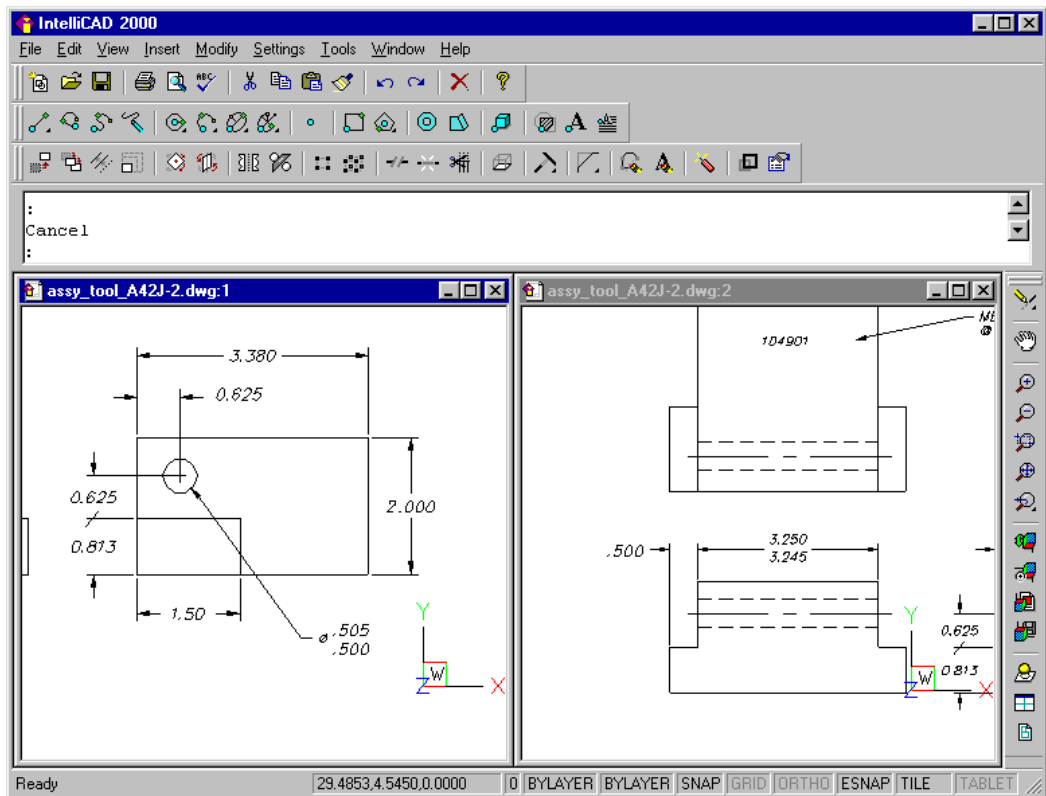 IntelliCAD 2000
File Edit View Insert Modify Settings Tools Window Help
ABC
A
:
Cancel
:
assy_tool_A42J-2.dwg:1
3.380
0.625
0.625
2.000
0.813
1.50
ø .505
.500
Y
W
Z X
assy_tool_A42J-2.dwg:2
104901
@
.500
3.250
3.245
0.625
0.813
Y
W
Z X
Ready 29.4853,4.5450,0.0000 0 BYLAYER BYLAYER SNAP GRID ORTHO ESNAP TILE TABLET